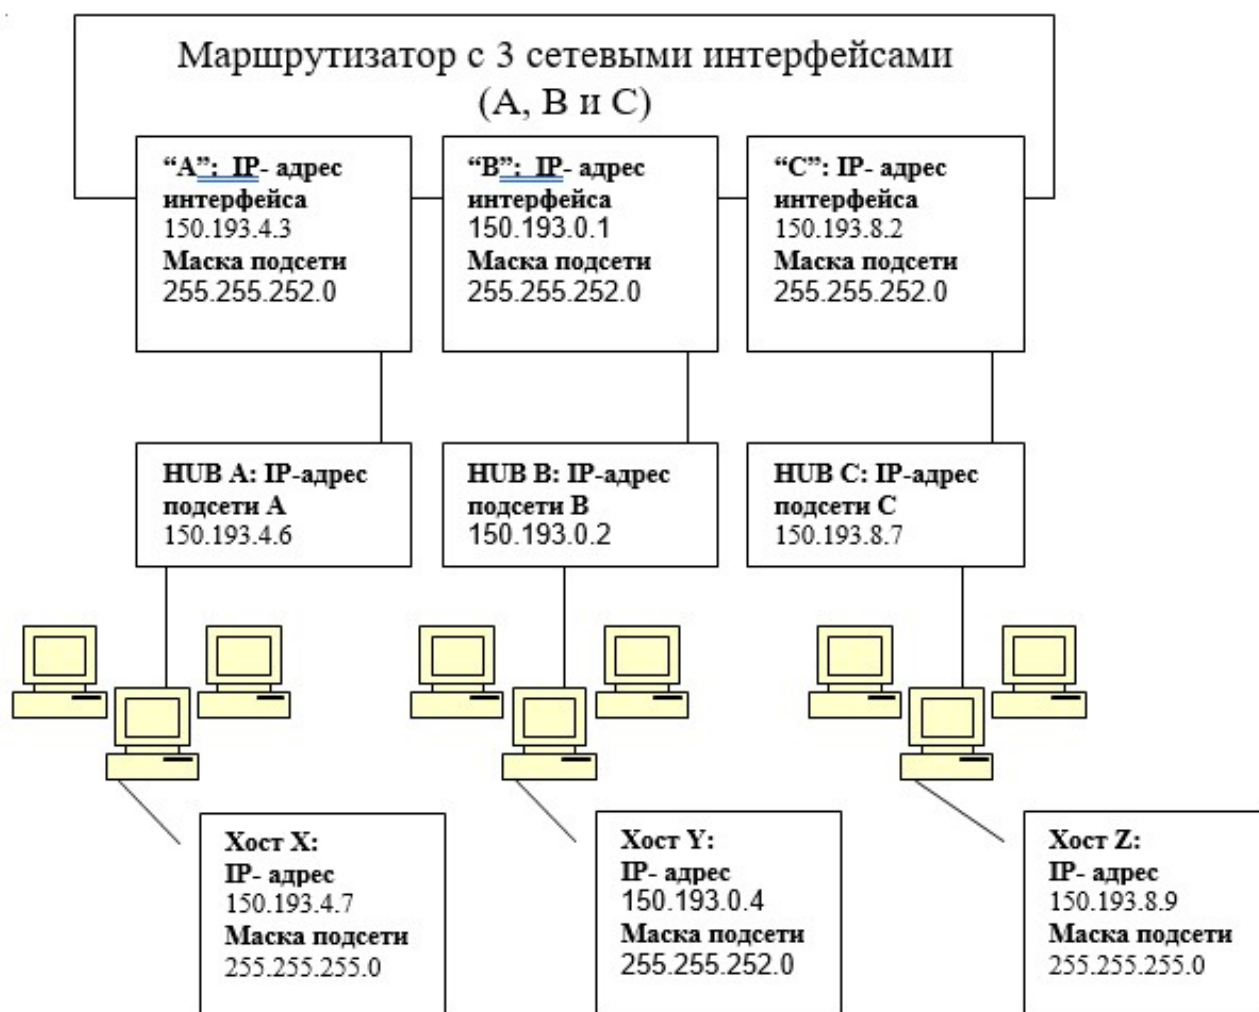 Маршрутизатор с 3 сетевыми интерфейсами
(А, В и С)
“А”: IP- адрес
интерфейса
150.193.4.3
Маска подсети
255.255.252.0
“В”: IP- адрес
интерфейса
150.193.0.1
Маска подсети
255.255.252.0
“С”: IP- адрес
интерфейса
150.193.8.2
Маска подсети
255.255.252.0
HUB A: IP-адрес
подсети А
150.193.4.6
HUB B: IP-адрес
подсети В
150.193.0.2
HUB C: IP-адрес
подсети С
150.193.8.7
Хост X:
IP- адрес
150.193.4.7
Маска подсети
255.255.255.0
Хост Y:
IP- адрес
150.193.0.4
Маска подсети
255.255.252.0
Хост Z:
IP- адрес
150.193.8.9
Маска подсети
255.255.255.0